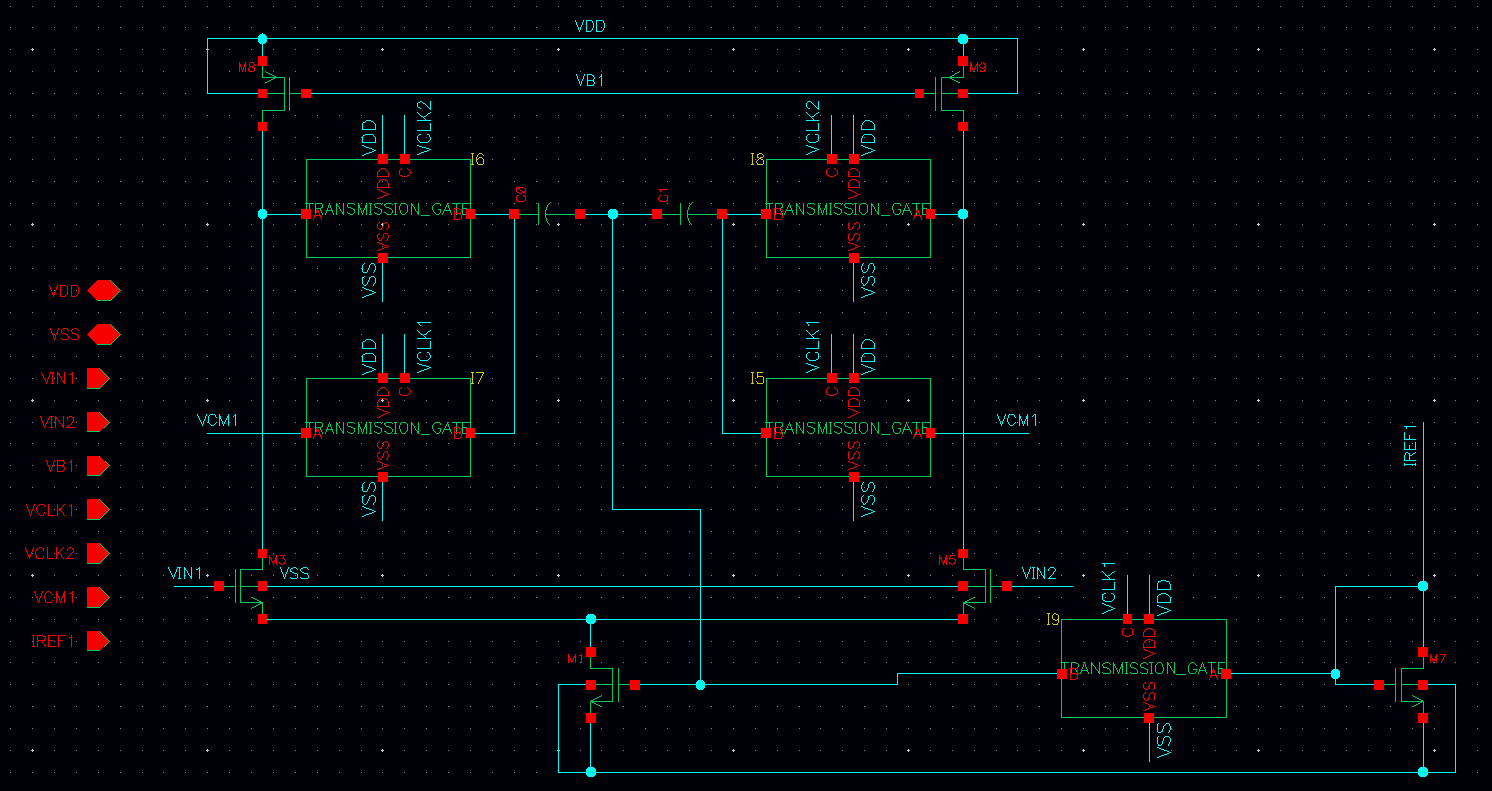 VDD
M8
M9
VB1
VDD
VCLK2
VCLK2
VDD
I6
I8
VDD
C
C
VDD
C0
C1
A
TRANSMISSION_GATE
B
B
TRANSMISSION_GATE
A
VSS
VSS
VSS
VSS
VDD
VSS
VIN1
VIN2
VB1
VCLK1
VCLK2
VCM1
IREF1
VDD
VCLK1
VCLK1
VDD
I7
I5
VDD
C
C
VDD
VCM1
A
TRANSMISSION_GATE
B
B
TRANSMISSION_GATE
A
VCM1
VSS
VSS
VSS
VSS
IREF1
M3
M5
VIN1
VSS
VIN2
VCLK1
VDD
I9
C
VDD
M1
B
TRANSMISSION_GATE
A
M7
VSS
VSS